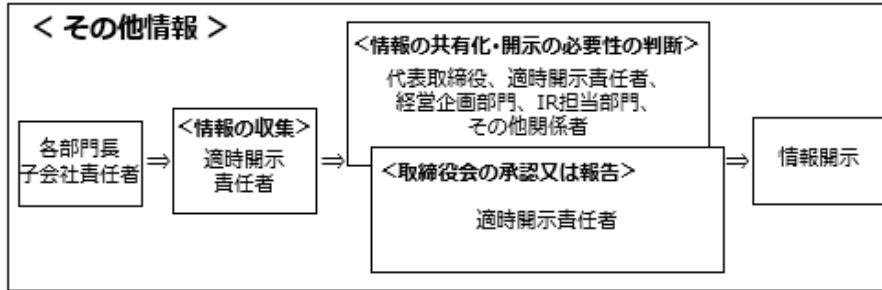 < その他情報 >
各部門長
子会社責任者
⇒
<情報の収集>
適時開示
責任者
⇒
<情報の共有化・開示の必要性の判断>
代表取締役、適時開示責任者、
経営企画部門、IR担当部門、
その他関係者
<取締役会の承認又は報告>
適時開示責任者
⇒
情報開示